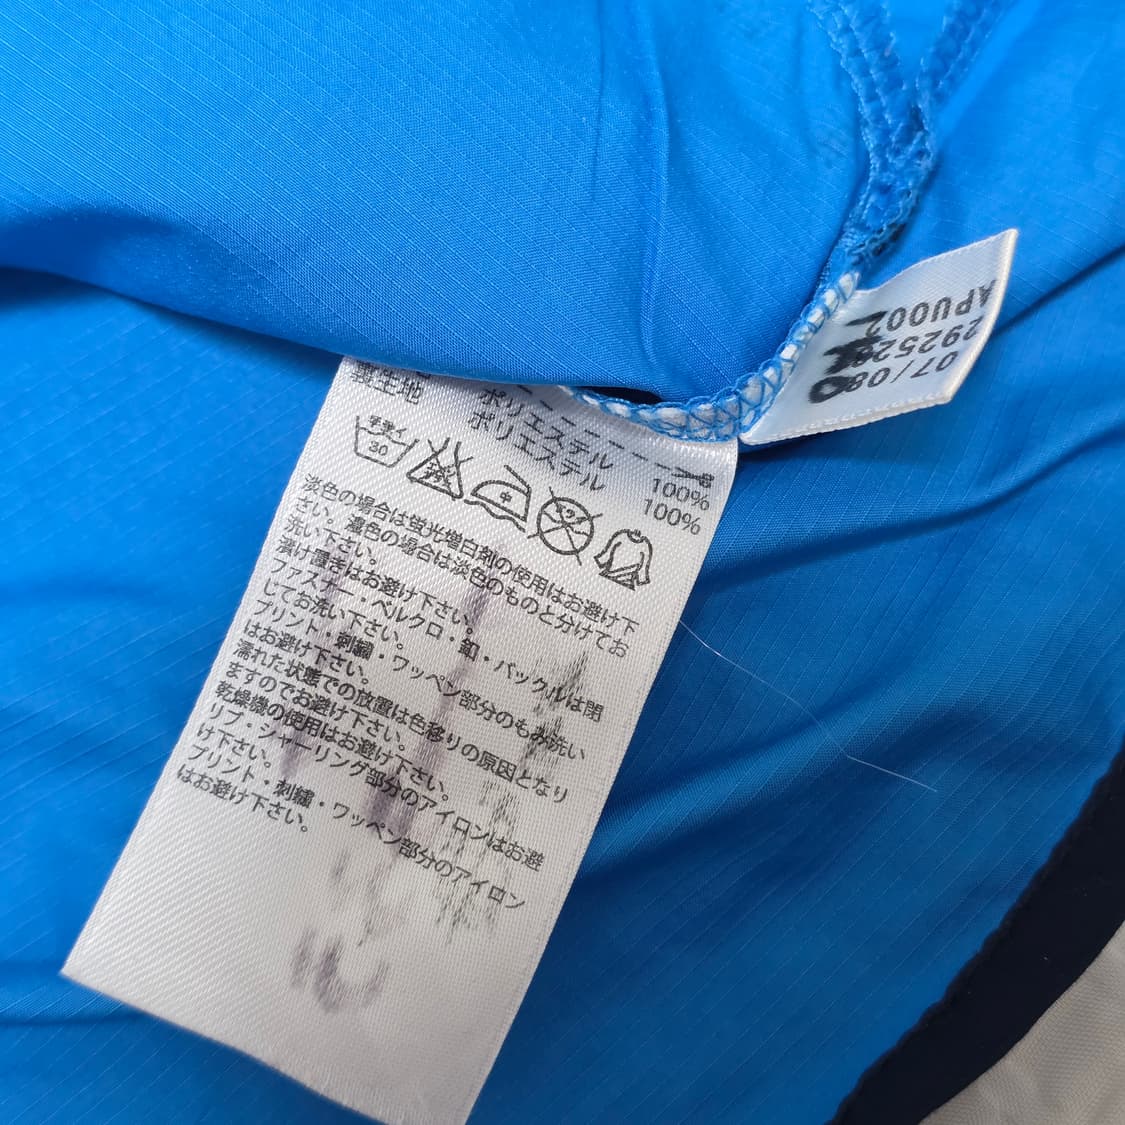 裏生地
ポリエステル 100%
ポリエステル 100%
手洗イ
30
淡色の場合は蛍光増白剤の使用はお避け下
さい。濃色の場合は淡色のものと分けてお
洗い下さい。
漬け置きはお避け下さい。
ファスナー・ベルクロ・釦・バックルは閉
じてお洗い下さい。
プリント・刺繍・ワッペン部分のもみ洗い
はお避け下さい。
濡れた状態での放置は色移りの原因となり
ますのでお避け下さい。
乾燥機の使用はお避け下さい。
リブ・シャーリング部分のアイロンはお避
け下さい。
プリント・刺繍・ワッペン部分のアイロン
はお避け下さい。
APU002
07/08